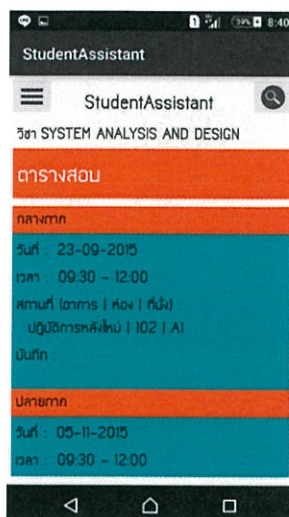 39% 8:40
StudentAssistant
StudentAssistant
วิชา SYSTEM ANALYSIS AND DESIGN
ตารางสอบ
กลางภาค
วันที่ : 23-09-2015
เวลา : 09:30 - 12:00
สถานที่ (อาคาร | ห้อง | ที่นั่ง) :
ปฏิบัติการหลังใหม่ | 102 | A1
บันทึก :
ปลายภาค
วันที่ : 05-11-2015
เวลา : 09:30 - 12:00